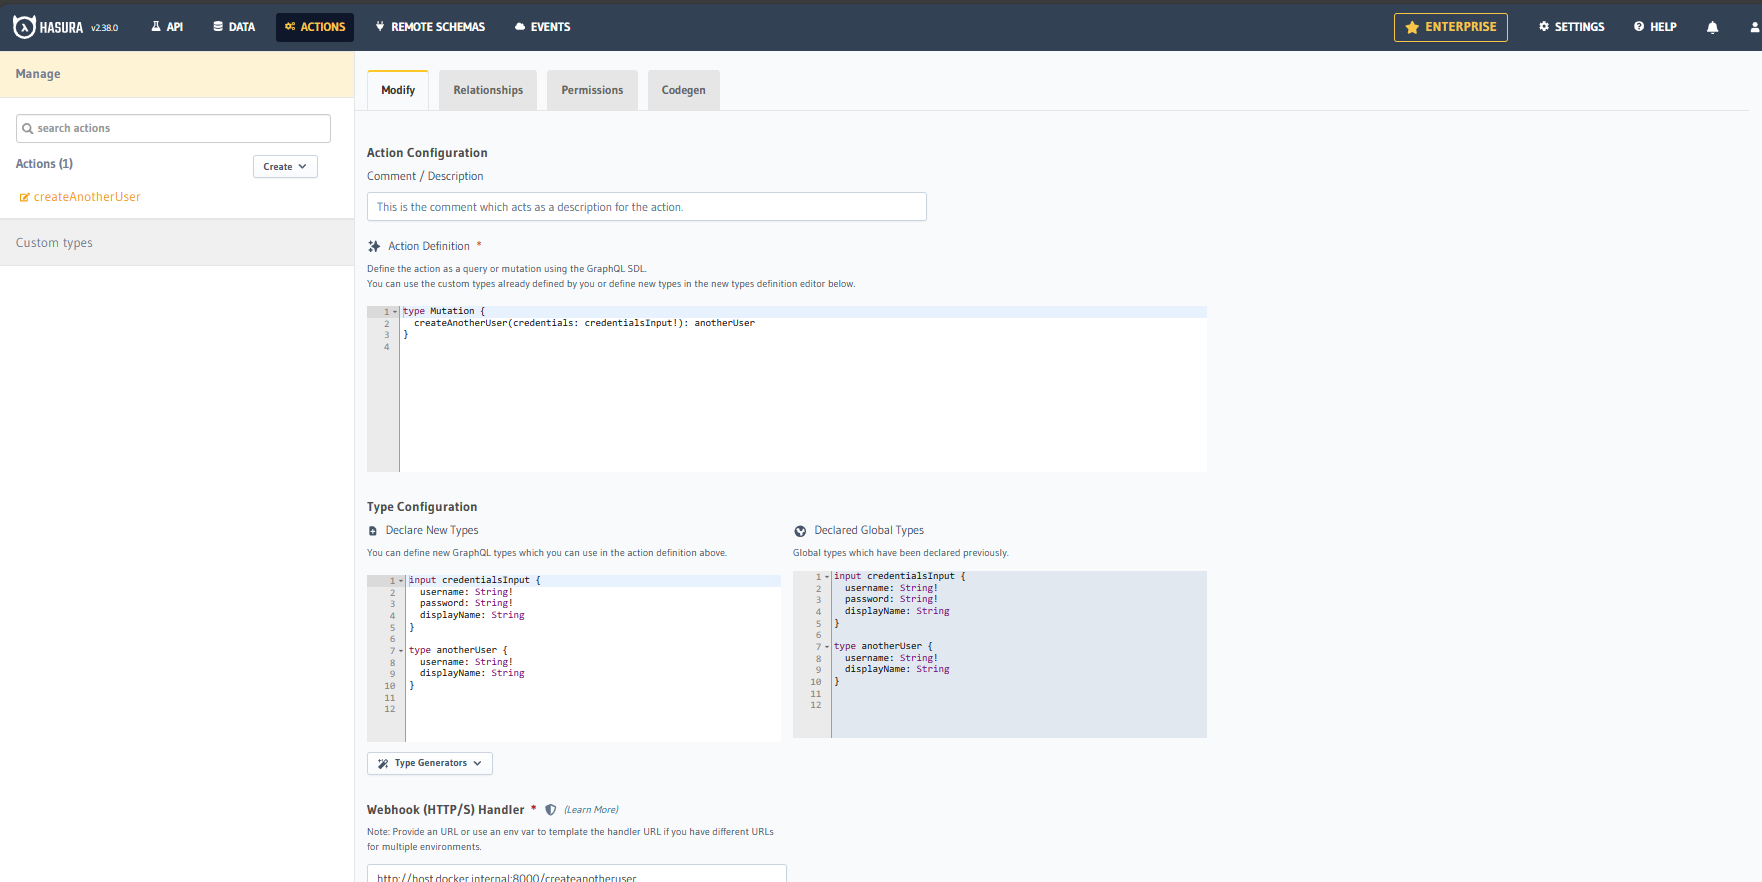 HASURA v2.38.0 API DATA ACTIONS REMOTE SCHEMAS EVENTS ENTERPRISE SETTINGS HELP
Manage
search actions
Actions (1) Create
createAnotherUser
Custom types
Modify Relationships Permissions Codegen
Action Configuration
Comment / Description
This is the comment which acts as a description for the action.
Action Definition *
Define the action as a query or mutation using the GraphQL SDL.
You can use the custom types already defined by you or define new types in the new types definition editor below.
1 type Mutation {
2 createAnotherUser(credentials: credentialsInput!): anotherUser
3 }
4
Type Configuration
Declare New Types
You can define new GraphQL types which you can use in the action definition above.
1 input credentialsInput {
2 username: String!
3 password: String!
4 displayName: String
5 }
6
7 type anotherUser {
8 username: String!
9 displayName: String
10 }
11
12
Type Generators
Declared Global Types
Global types which have been declared previously.
1 input credentialsInput {
2 username: String!
3 password: String!
4 displayName: String
5 }
6
7 type anotherUser {
8 username: String!
9 displayName: String
10 }
11
12
Webhook (HTTP/S) Handler * (Learn More)
Note: Provide an URL or use an env var to template the handler URL if you have different URLs
for multiple environments.
http://host.docker.internal:8000/createanotheruser